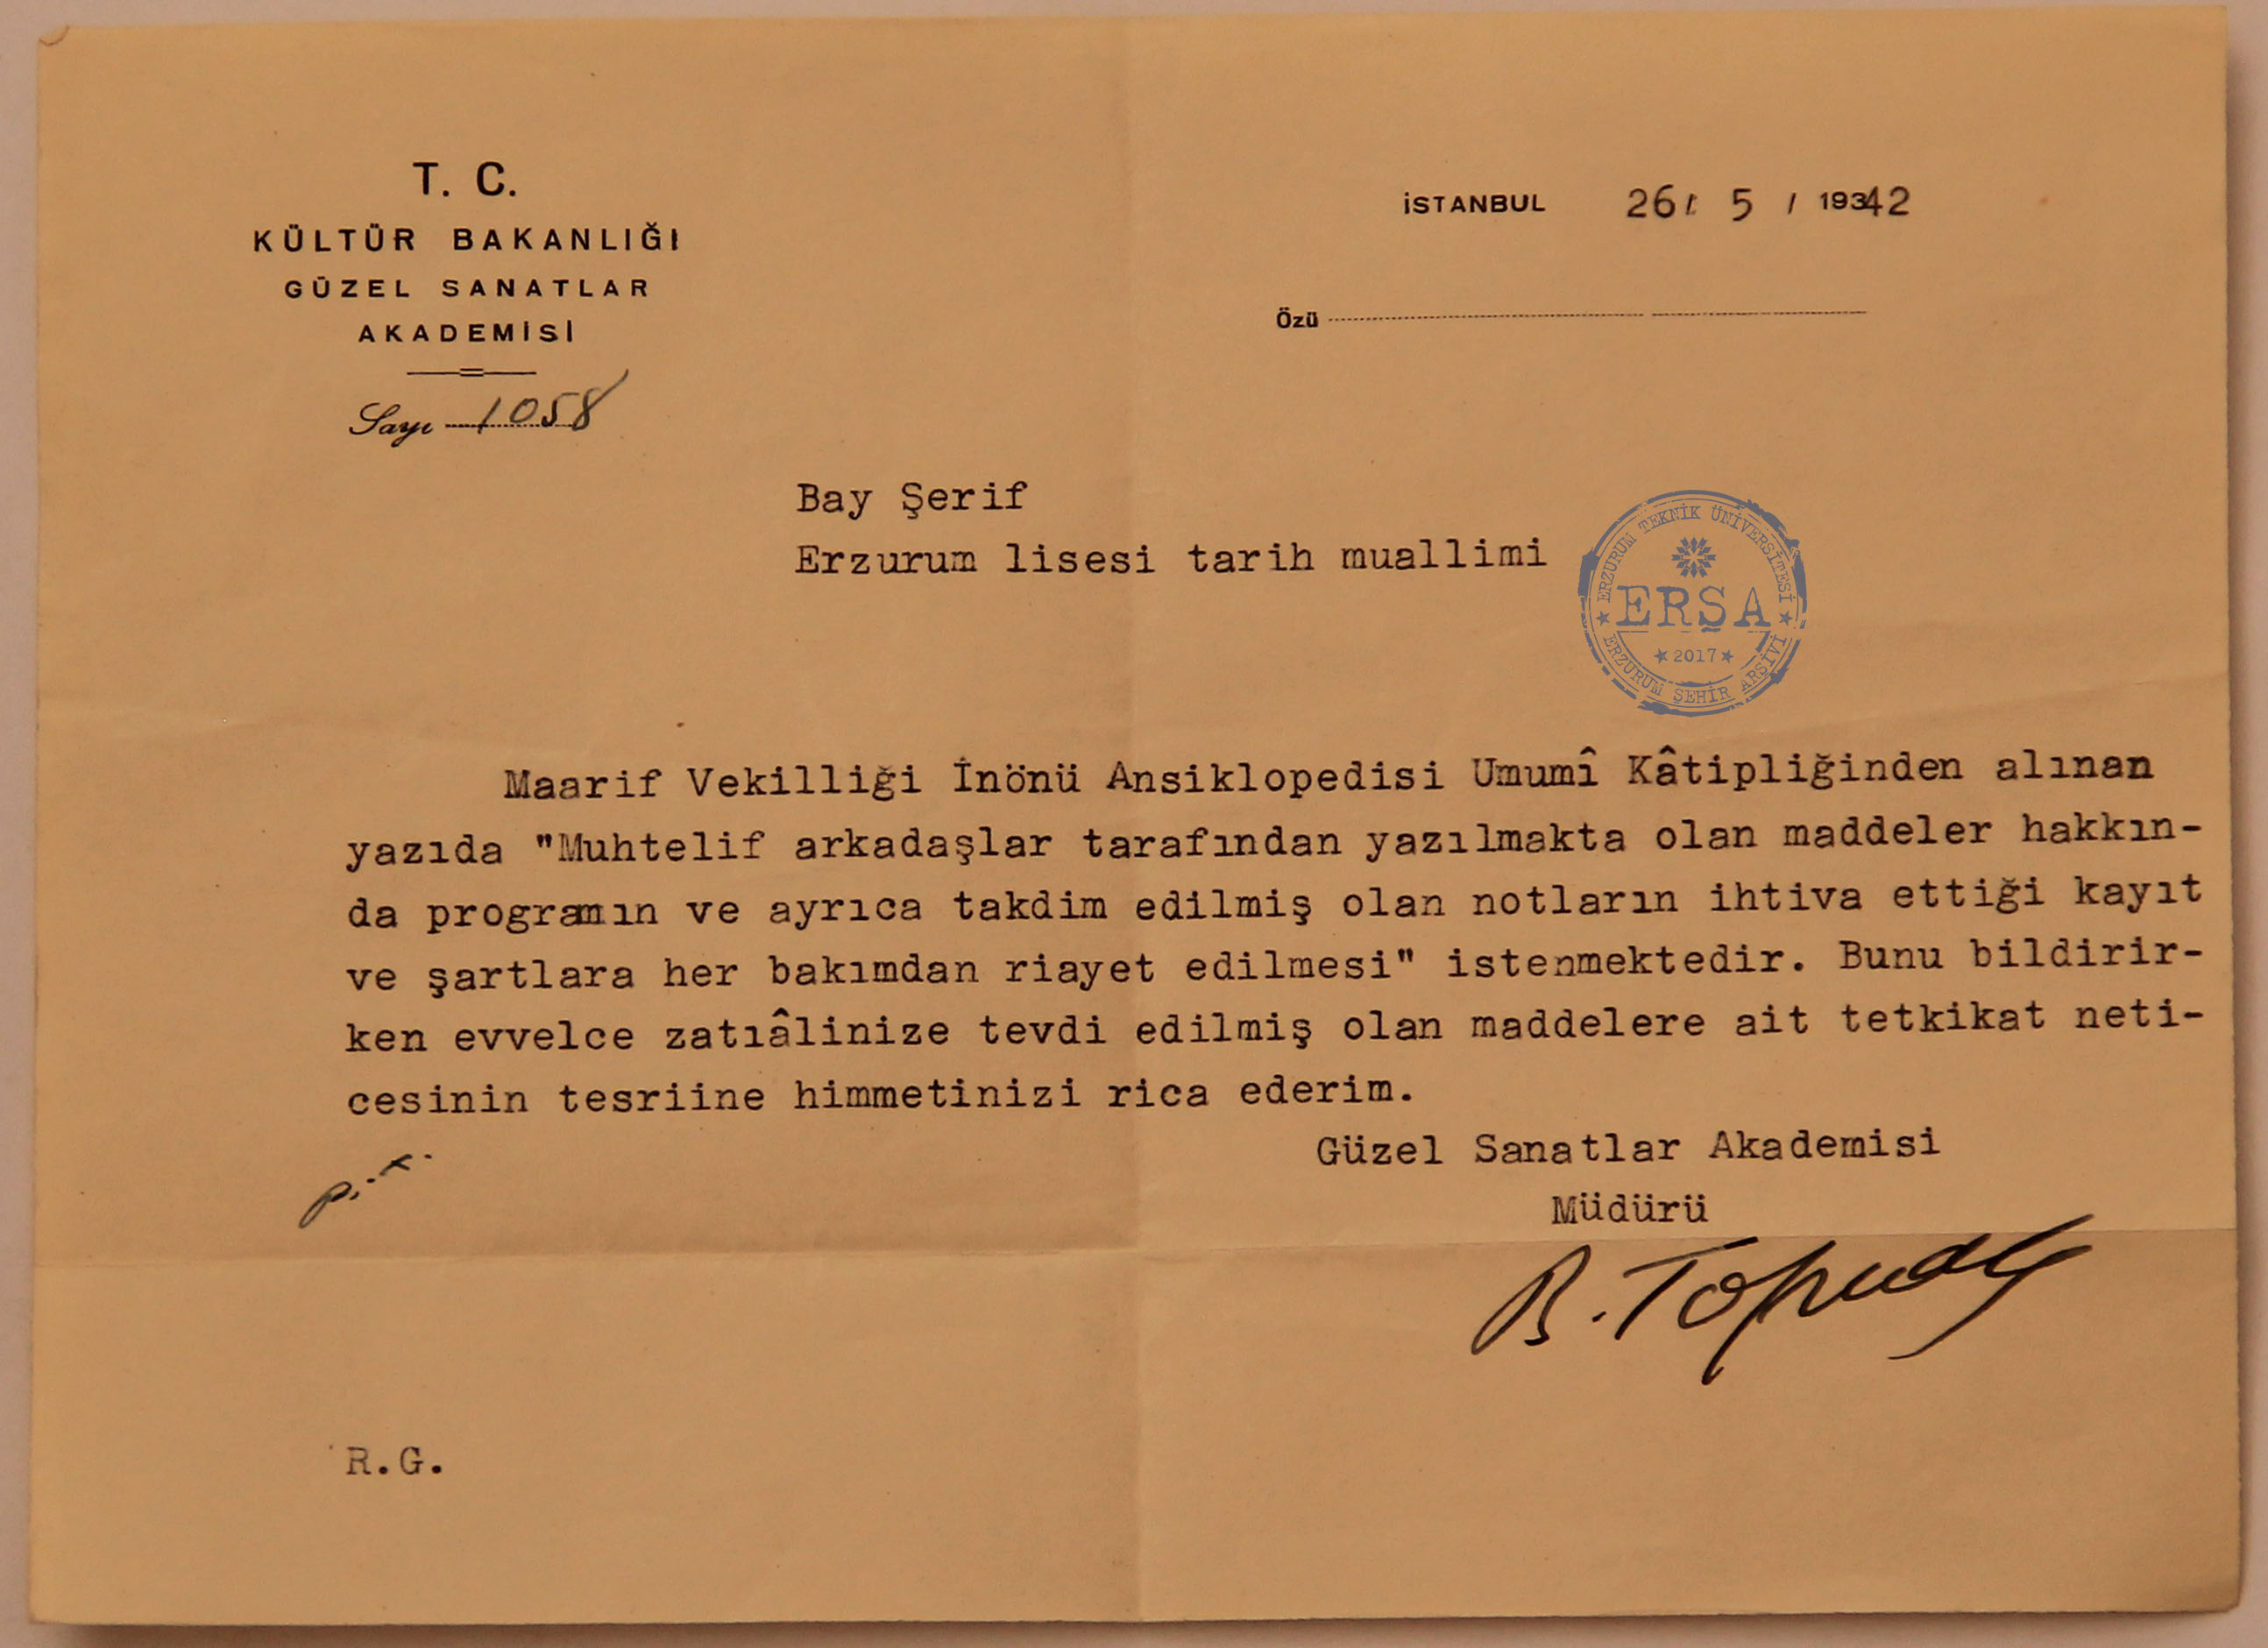 T. C.
KÜLTÜR BAKANLIĞI
GÜZEL SANATLAR
AKADEMİSİ
Sayı 1058
İSTANBUL 26 / 5 / 19342
Özü
Bay Şerif
Erzurum lisesi tarih muallimi
ERZURUM TEKNİK ÜNİVERSİTESİ
ERŞA
2017
ERZURUM ŞEHİR ARŞİVİ
Maarif Vekilliği İnönü Ansiklopedisi Umumî Kâtipliğinden alınan
yazıda "Muhtelif arkadaşlar tarafından yazılmakta olan maddeler hakkın-
da programın ve ayrıca takdim edilmiş olan notların ihtiva ettiği kayıt
ve şartlara her bakımdan riayet edilmesi" istenmektedir. Bunu bildirir-
ken evvelce zatıâlinize tevdi edilmiş olan maddelere ait tetkikat neti-
cesinin tesriine himmetinizi rica ederim.
Güzel Sanatlar Akademisi
Müdürü
B. Toprak
R.G.